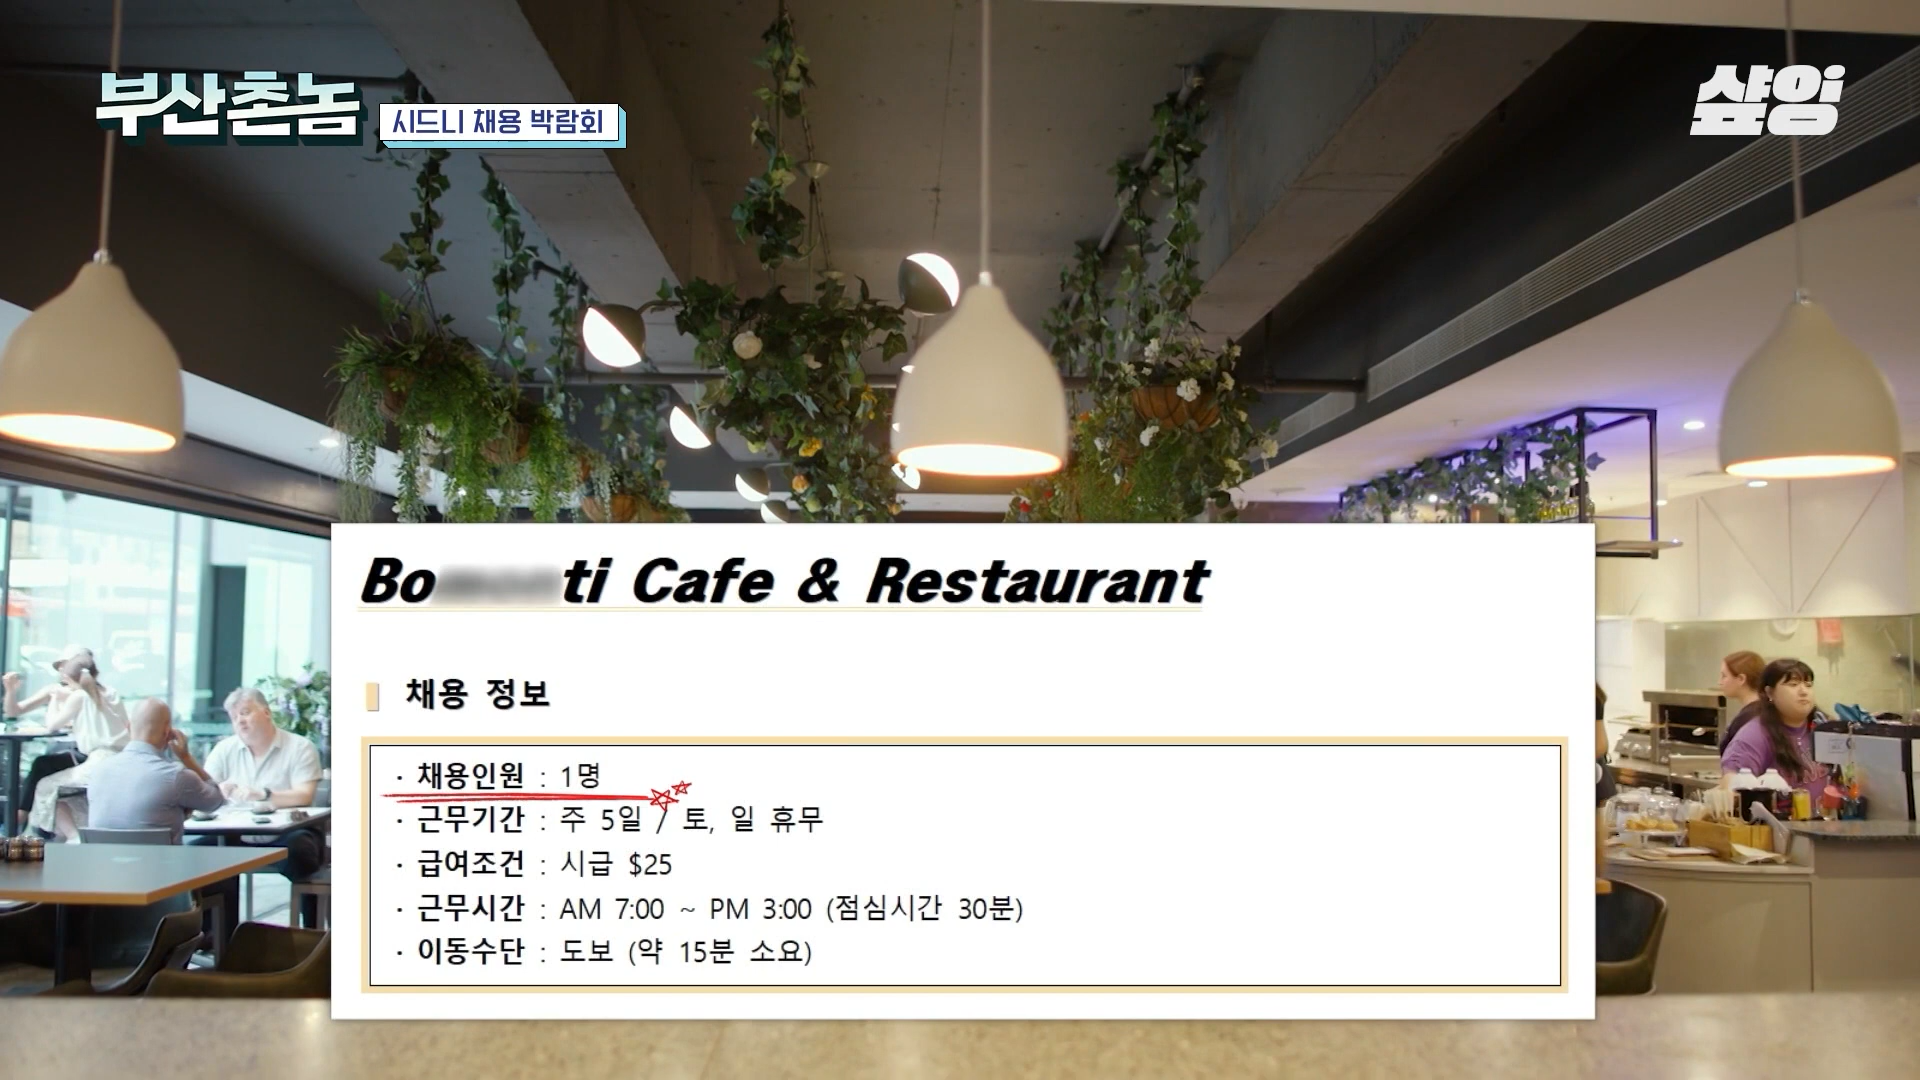 부산촌놈
시드니 채용 박람회
샾잉
Bo ti Cafe & Restaurant
채용 정보
· 채용인원 : 1명
· 근무기간 : 주 5일 / 토, 일 휴무
· 급여조건 : 시급 $25
· 근무시간 : AM 7:00 ~ PM 3:00 (점심시간 30분)
· 이동수단 : 도보 (약 15분 소요)